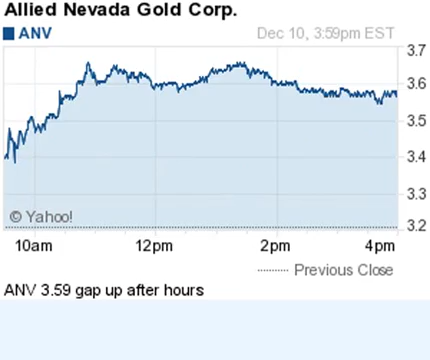 Allied Nevada Gold Corp.
ANV Dec 10, 3:59pm EST
3.7
3.6
3.5
3.4
3.3
3.2
© Yahoo!
10am 12pm 2pm 4pm
Previous Close
ANV 3.59 gap up after hours